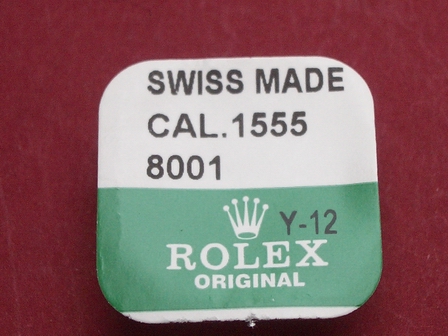 SWISS MADE
CAL.1555
8001
Y-12
ROLEX
ORIGINAL